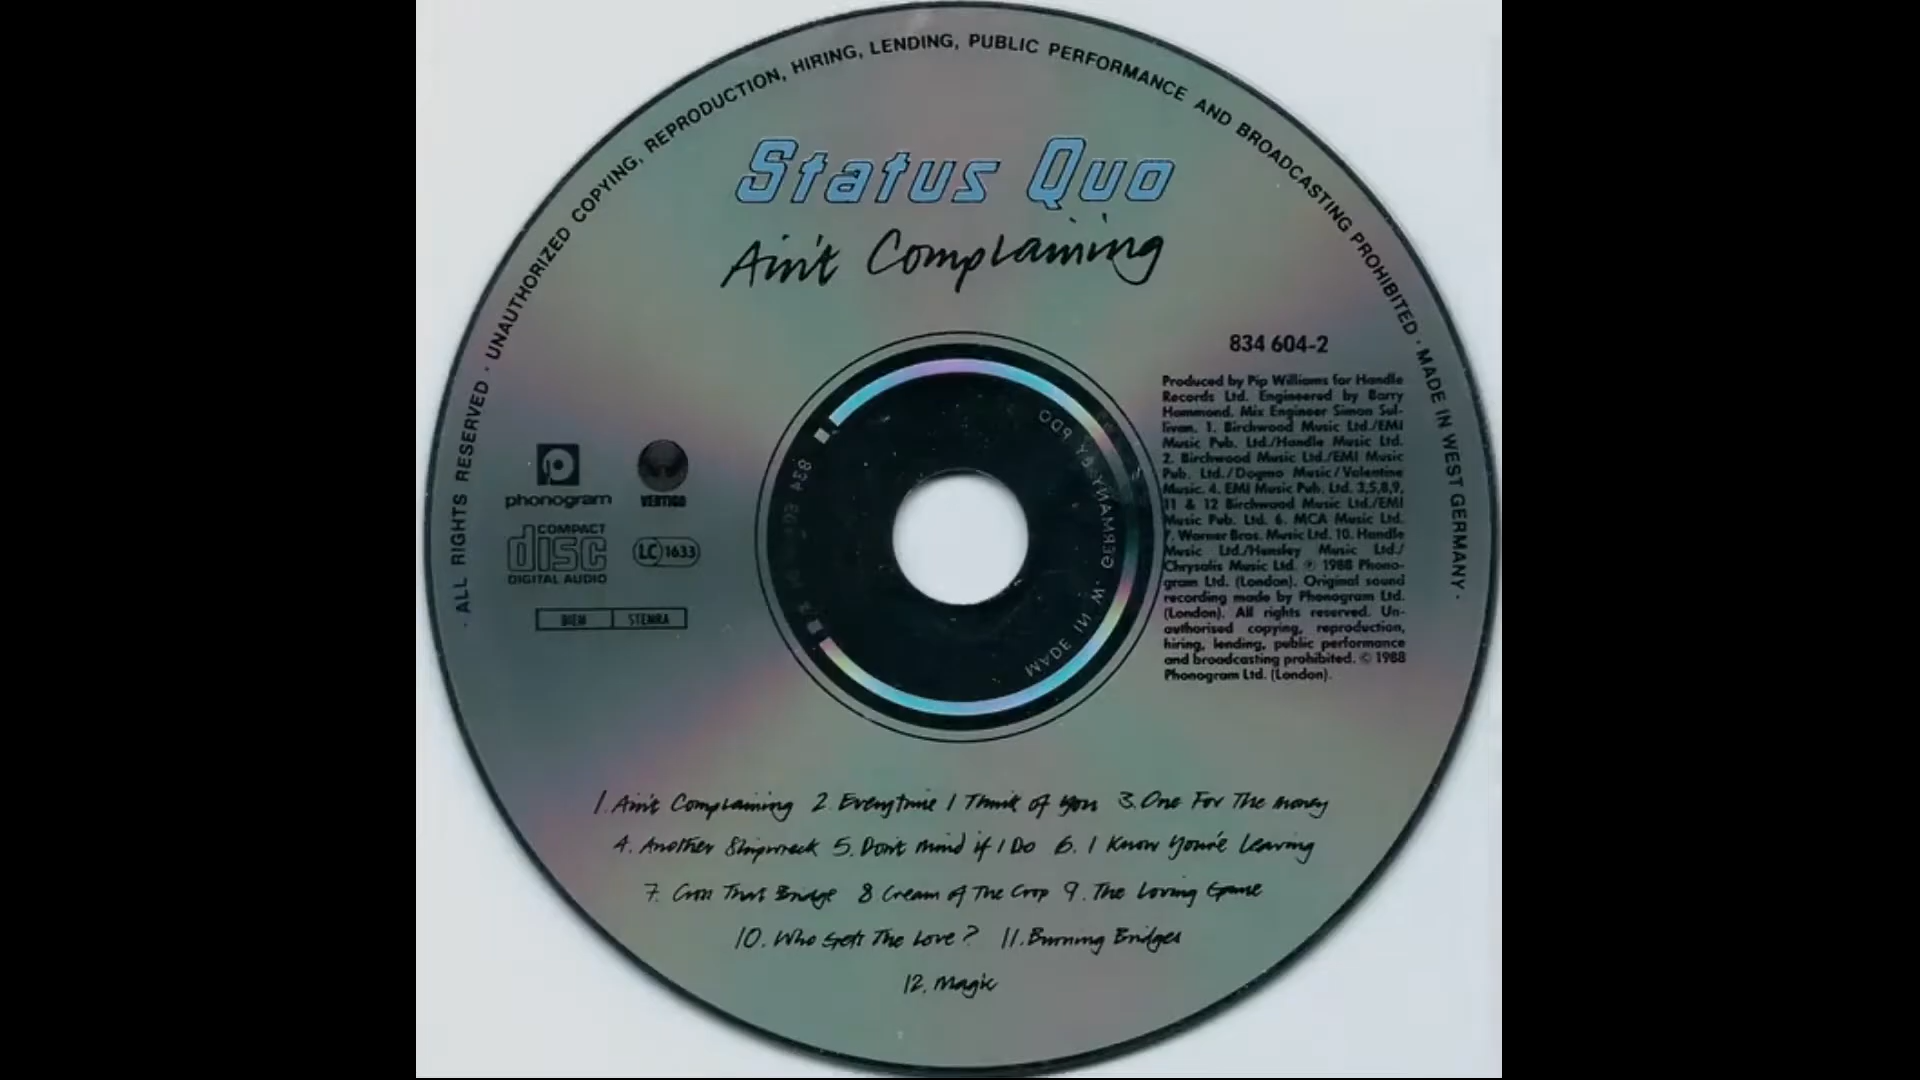 · ALL RIGHTS RESERVED · UNAUTHORIZED COPYING, REPRODUCTION, HIRING, LENDING, PUBLIC PERFORMANCE AND BROADCASTING PROHIBITED · MADE IN WEST GERMANY ·
Status Quo
Ain't Complaining
834 604-2
Produced by Pip Williams for Handle
Records Ltd. Engineered by Barry
Hammond. Mix Engineer Simon Sul-
livan. 1. Birchwood Music Ltd./EMI
Music Pub. Ltd./Handle Music Ltd.
2. Birchwood Music Ltd./EMI Music
Pub. Ltd./Dogmo Music/Valentine
Music. 4. EMI Music Pub. Ltd. 3,5,8,9,
11 & 12 Birchwood Music Ltd./EMI
Music Pub. Ltd. 6. MCA Music Ltd.
7. Warner Bros. Music Ltd. 10. Handle
Music Ltd./Hensley Music Ltd./
Chrysalis Music Ltd. ℗ 1988 Phono-
gram Ltd. (London). Original sound
recording made by Phonogram Ltd.
(London). All rights reserved. Un-
authorised copying, reproduction,
hiring, lending, public performance
and broadcasting prohibited. © 1988
Phonogram Ltd. (London).
phonogram
VERTIGO
COMPACT
disc
DIGITAL AUDIO
LC 1633
BIEM STEMRA
MADE IN W. GERMANY BY PDO
1. Ain't Complaining 2. Everytime I Think of You 3. One For The Money
4. Another Shipwreck 5. Don't Mind if I Do 6. I Know You're Leaving
7. Cross That Bridge 8 Cream of The Crop 9. The Loving Game
10. Who Gets The Love? 11. Burning Bridges
12. Magic